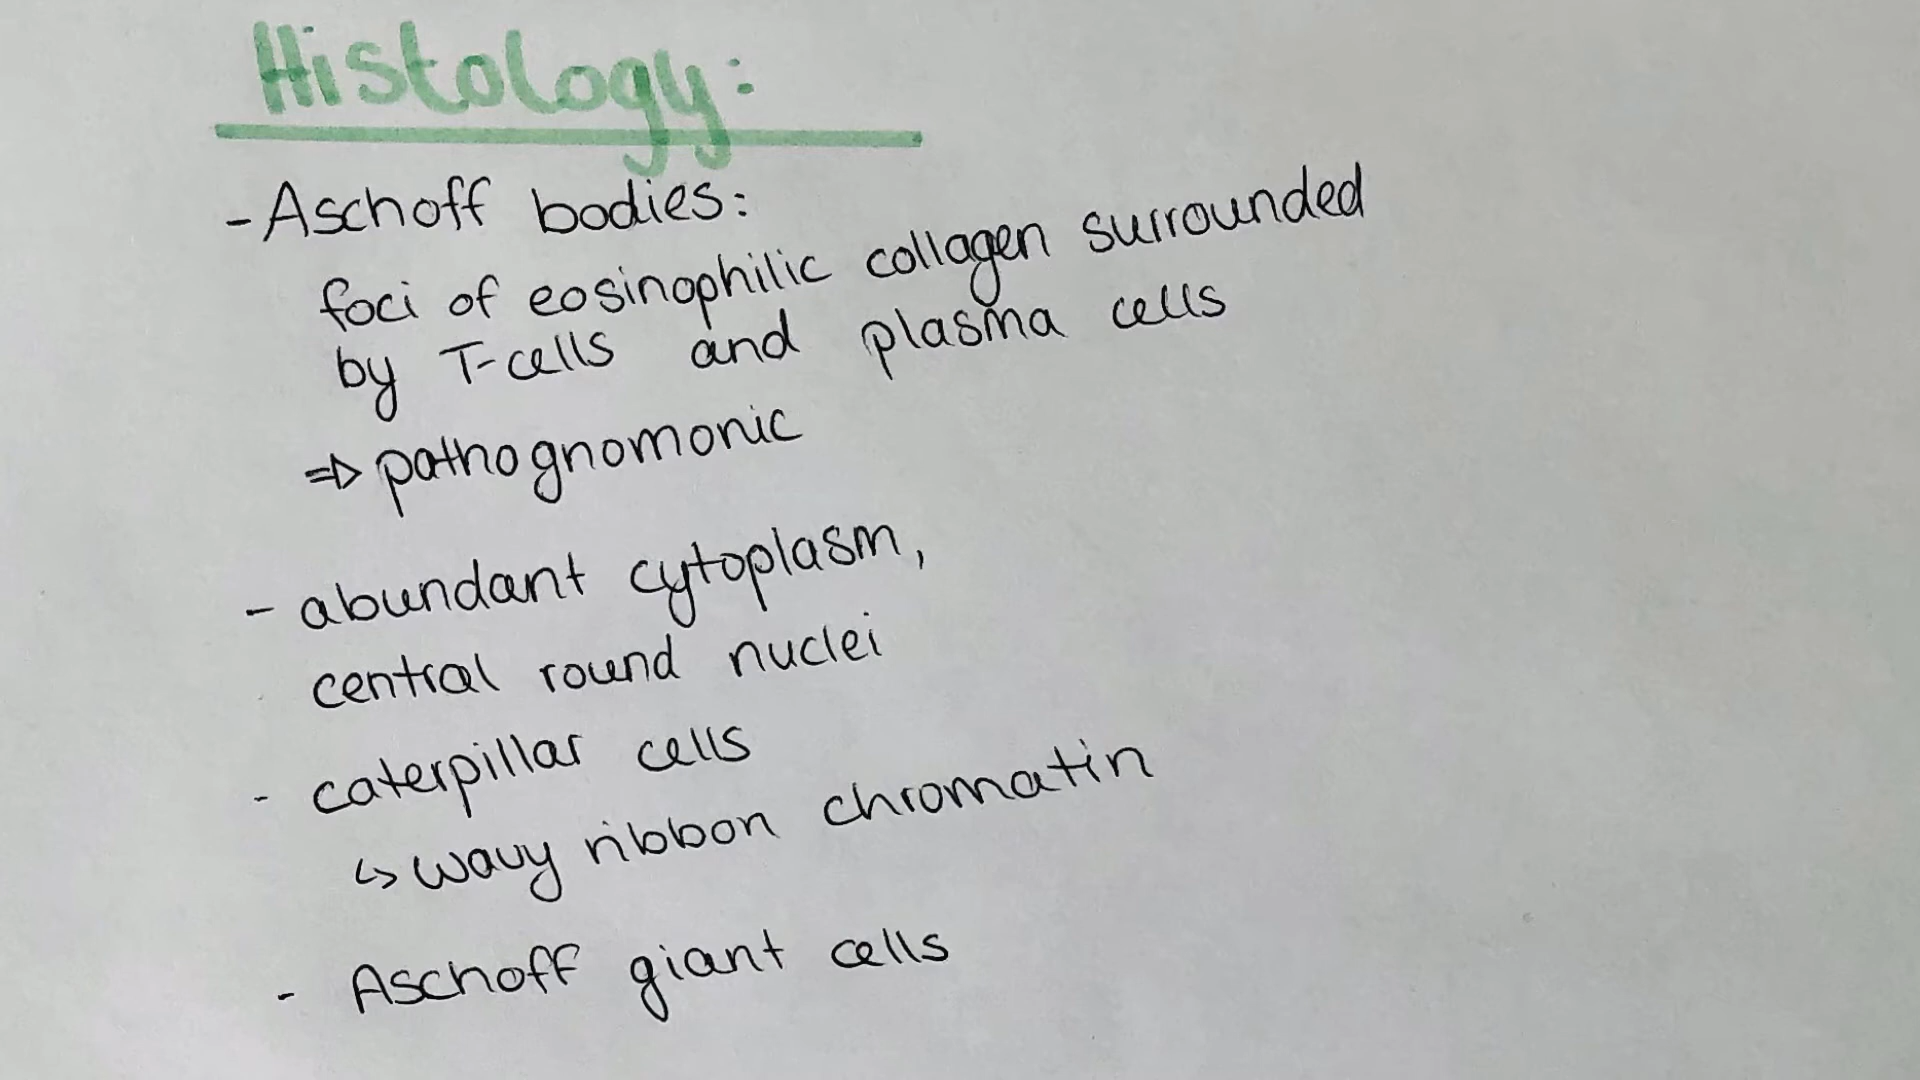 Histology:
- Aschoff bodies:
foci of eosinophilic collagen surrounded
by T-cells and plasma cells
⇒ pathognomonic
- abundant cytoplasm,
central round nuclei
- caterpillar cells
↳ wavy ribbon chromatin
- Aschoff giant cells